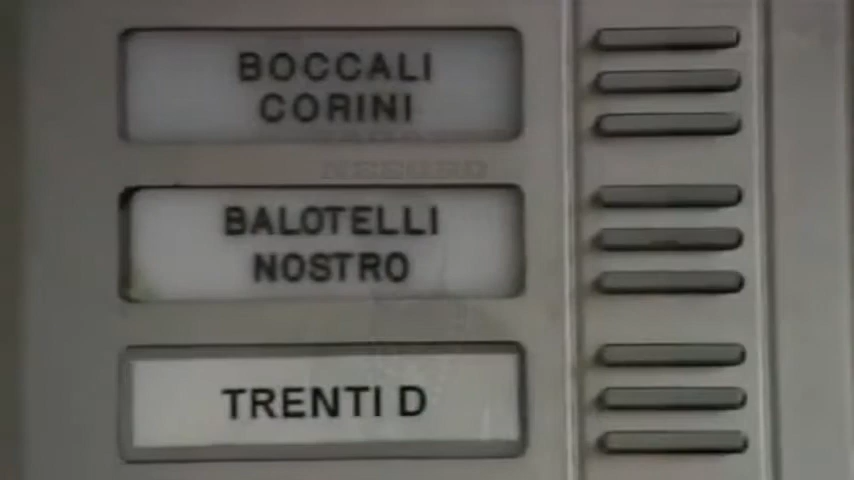 BOCCALI
CORINI
BALOTELLI
NOSTRO
TRENTI D